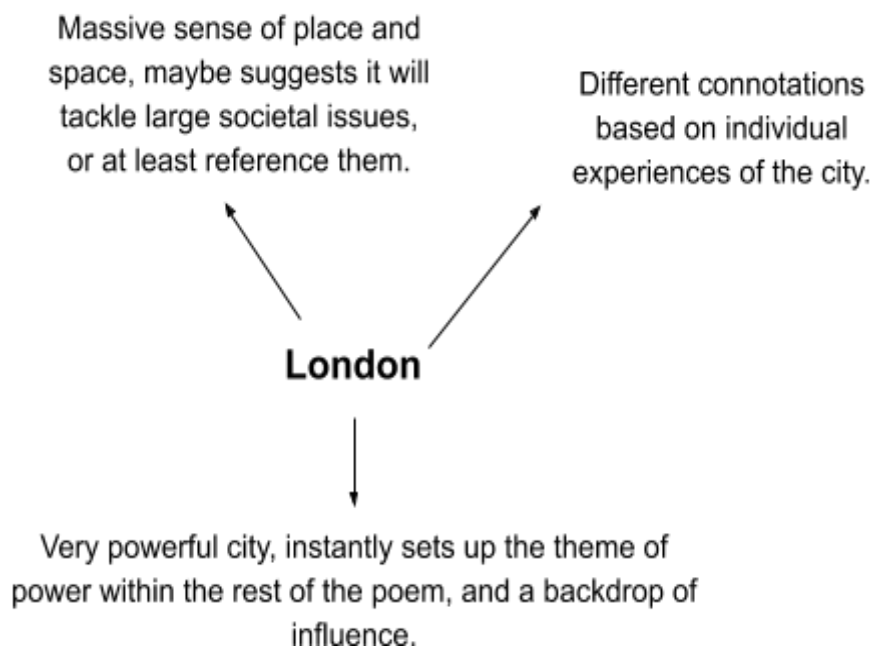 Massive sense of place and
space, maybe suggests it will
tackle large societal issues,
or at least reference them.
Different connotations
based on individual
experiences of the city.
London
Very powerful city, instantly sets up the theme of
power within the rest of the poem, and a backdrop of
influence.